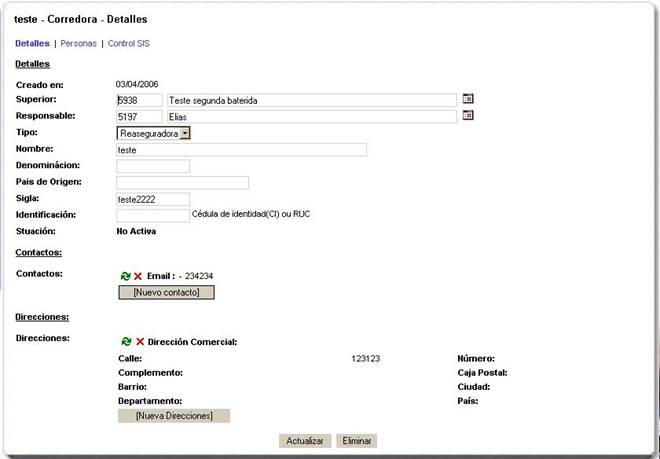 teste - Corredora - Detalles
Detalles | Personas | Control SIS
Detalles
Creado en: 03/04/2006
Superior: 5938 Teste segunda baterida
Responsable: 5197 Elias
Tipo: Reaseguradora
Nombre: teste
Denominácion:
Pais de Origen:
Sigla: teste2222
Identificación: Cédula de identidad(CI) ou RUC
Stuación: No Activa
Contactos:
Contactos: Email : - 234234
[Nuevo contacto]
Direcciones:
Direcciones: Dirección Comercial:
Calle: 123123 Número:
Complemento: Caja Postal:
Barrio: Ciudad:
Departamento: País:
[Nueva Direcciones]
Actualizar Eliminar